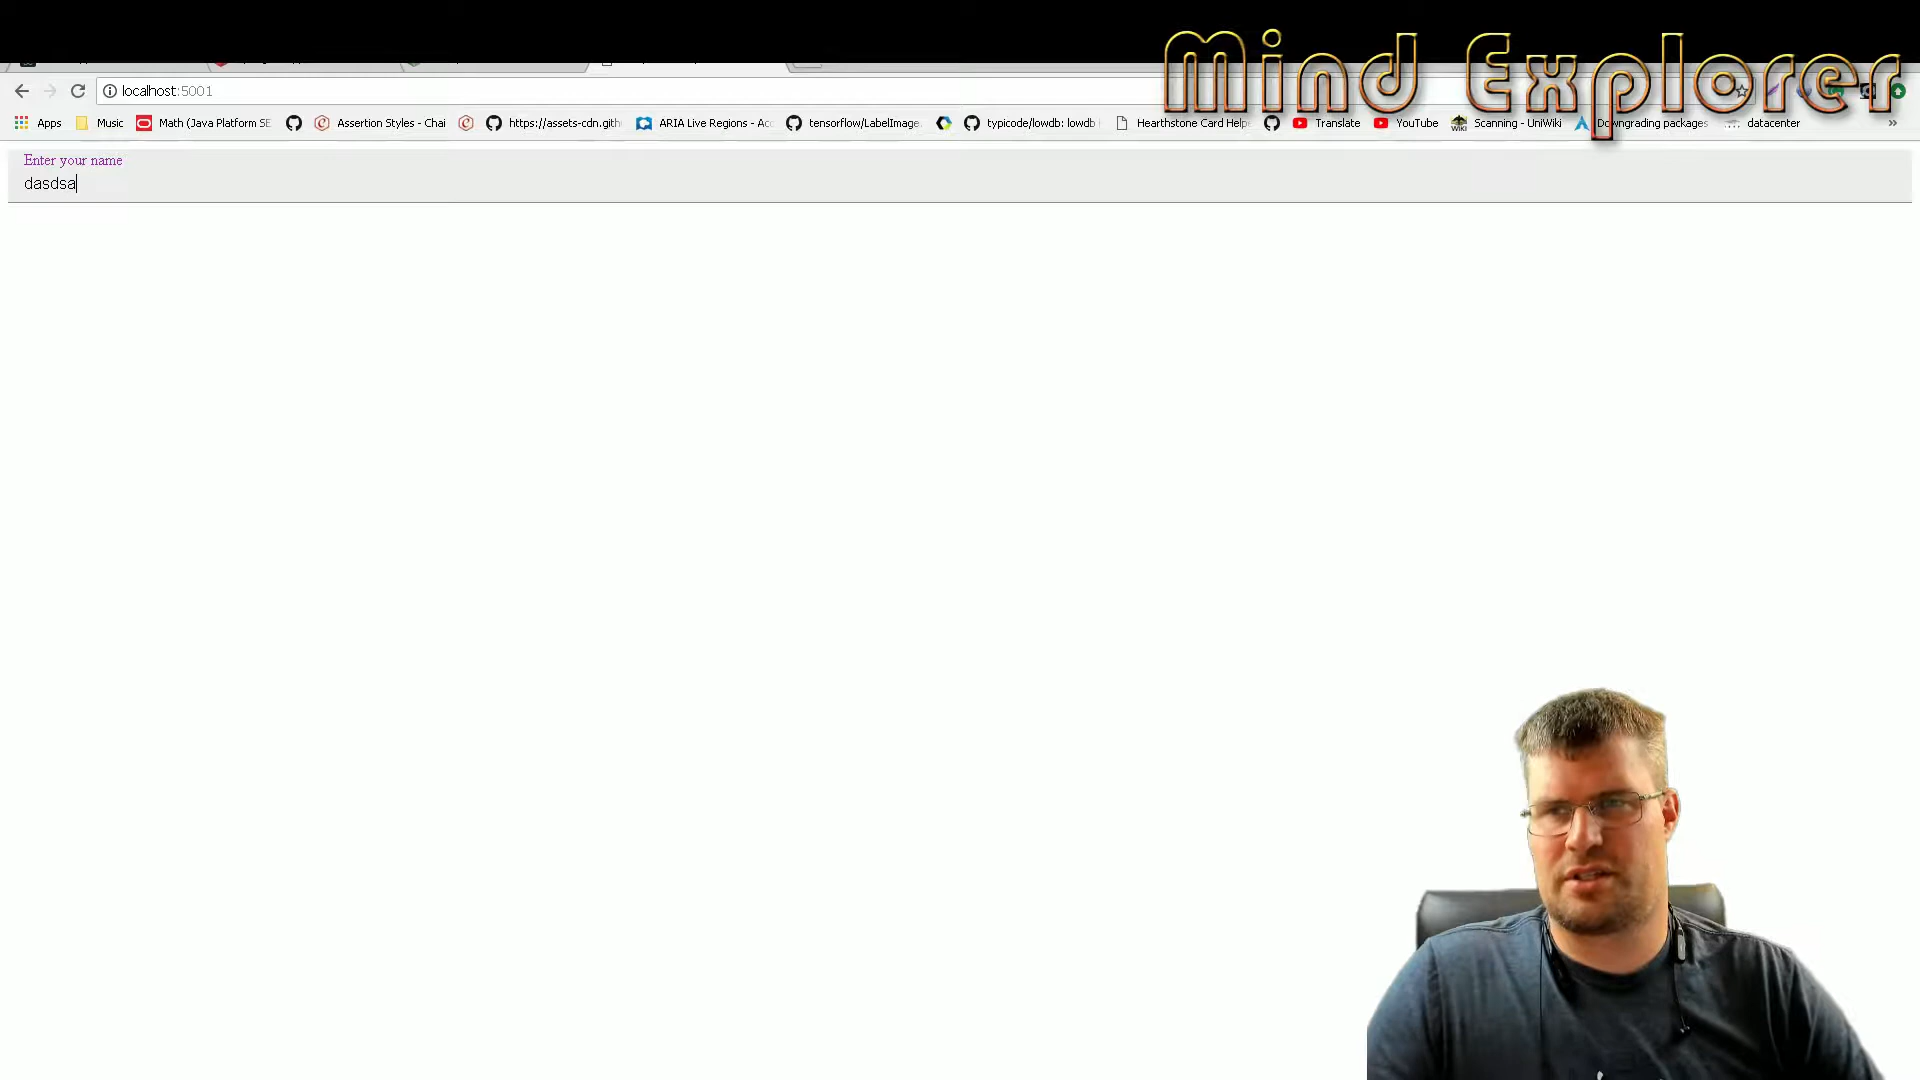 Mind Explorer
localhost:5001
Apps Music Math (Java Platform SE Assertion Styles - Chai https://assets-cdn.gith ARIA Live Regions - Ac tensorflow/LabelImage. typicode/lowdb: lowdb Hearthstone Card Help Translate YouTube WIKI Scanning - UniWiki Downgrading packages datacenter »
Enter your name
dasdsa